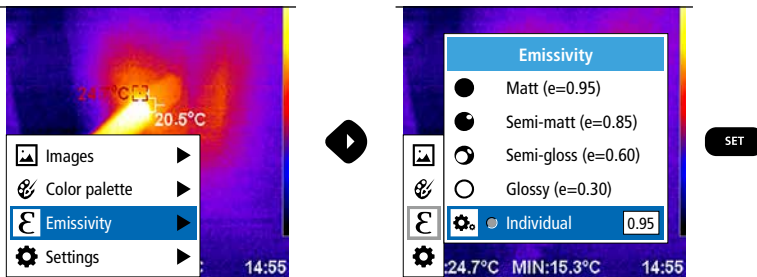 24.7°C
20.5°C
Images
Color palette
Ɛ Emissivity
Settings
: 14:55
Emissivity
Matt (e=0.95)
Semi-matt (e=0.85)
Semi-gloss (e=0.60)
Glossy (e=0.30)
Ɛ Individual 0.95
:24.7°C MIN:15.3°C 14:55
SET